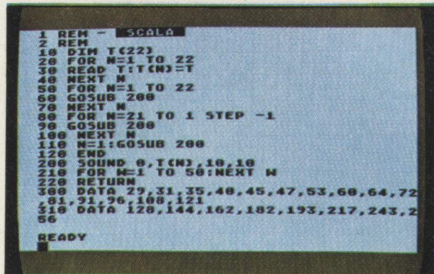 1 REM - SCALA
2 REM
10 DIM T(22)
20 FOR N=1 TO 22
30 READ T:T(N)=T
40 NEXT N
50 FOR N=1 TO 22
60 GOSUB 200
70 NEXT N
80 FOR N=21 TO 1 STEP -1
90 GOSUB 200
100 NEXT N
110 N=1:GOSUB 200
120 END
200 SOUND 0,T(N),10,10
210 FOR W=1 TO 50:NEXT W
220 RETURN
300 DATA 29,31,35,40,45,47,53,60,64,72
,81,91,96,108,121
310 DATA 128,144,162,182,193,217,243,2
56
READY